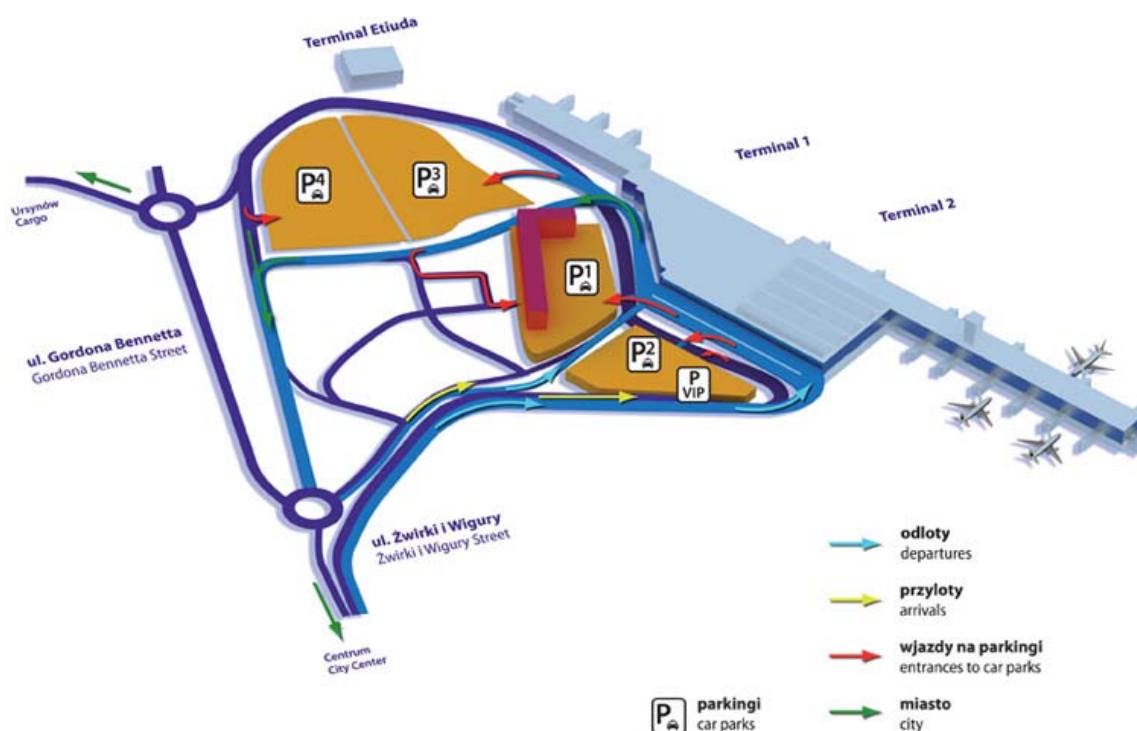 Terminal Etiuda
Terminal 1
Terminal 2
P4
P3
P1
P2
P
VIP
Ursynów
Cargo
ul. Gordona Bennetta
Gordona Bennetta Street
ul. Żwirki i Wigury
Żwirki i Wigury Street
Centrum
City Center
odloty
departures
przyloty
arrivals
wjazdy na parkingi
entrances to car parks
P
parkingi
car parks
miasto
city